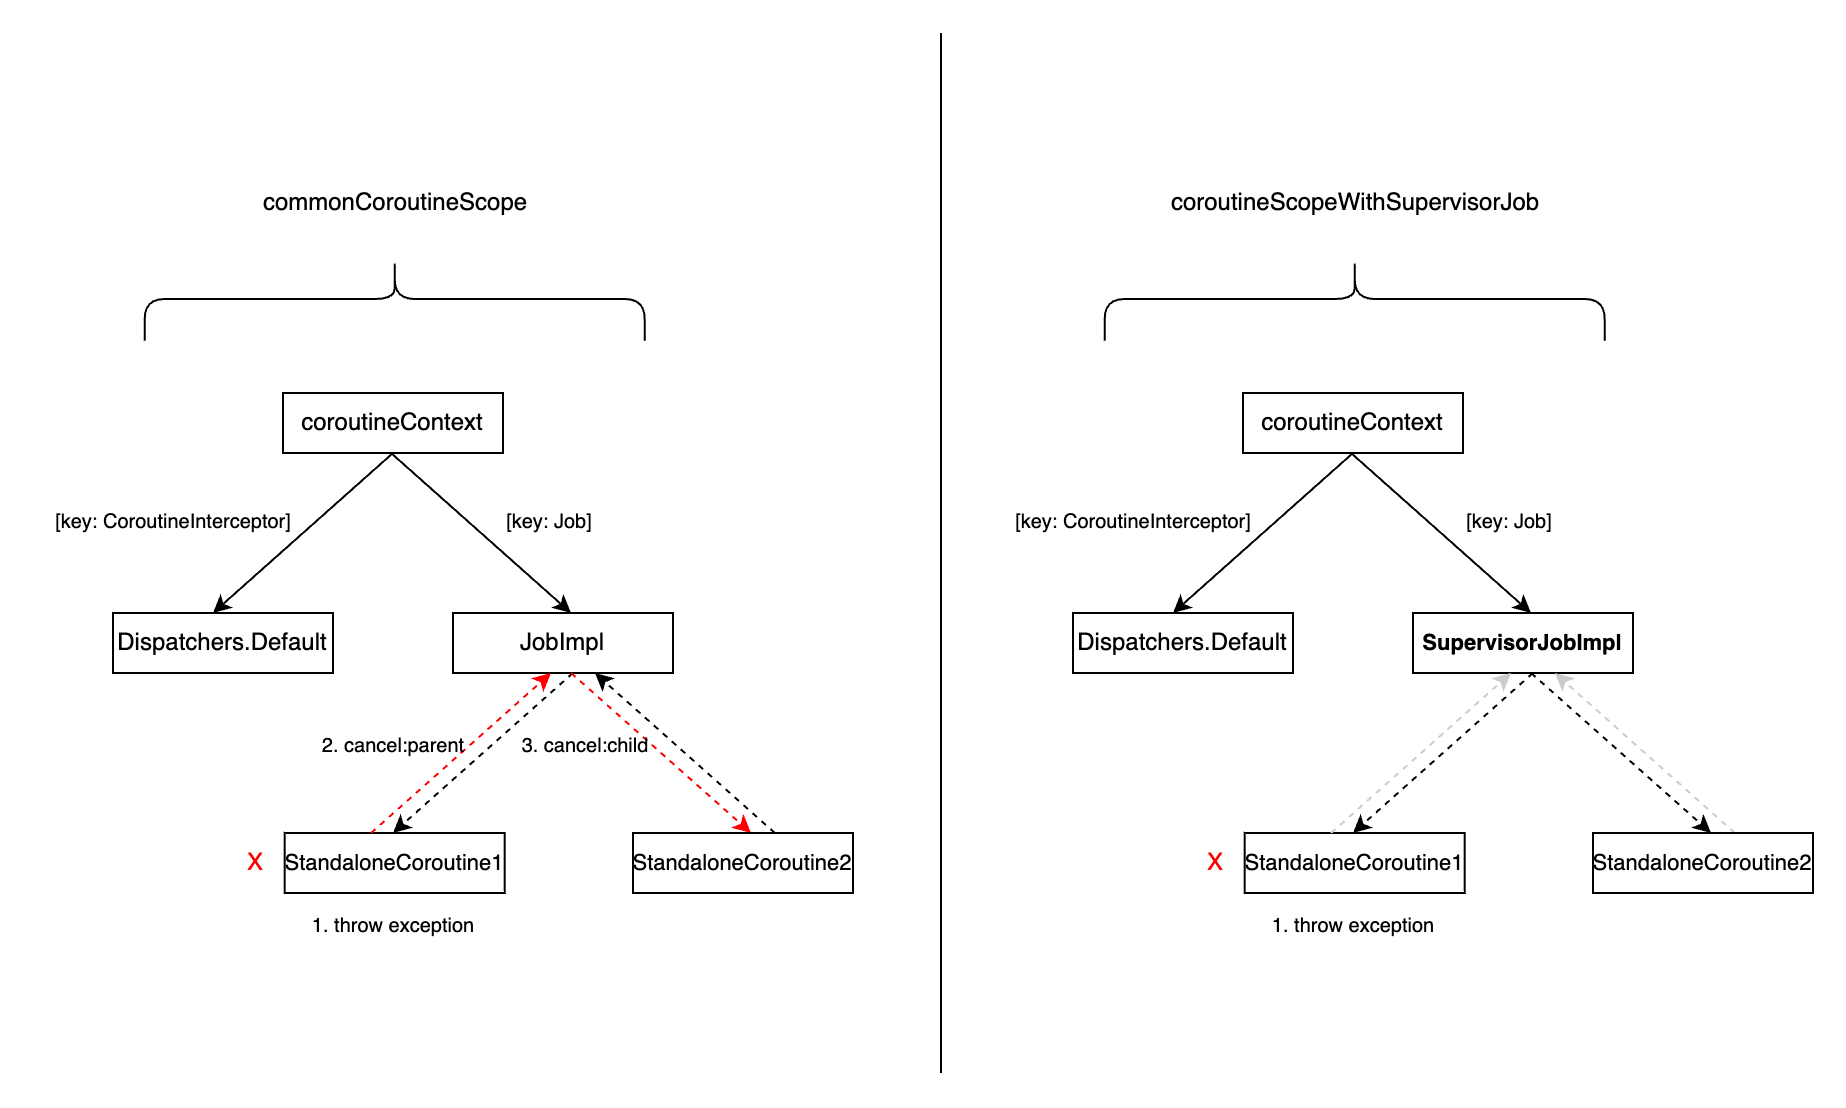 commonCoroutineScope
coroutineContext
[key: CoroutineInterceptor]
[key: Job]
Dispatchers.Default
JobImpl
2. cancel:parent
3. cancel:child
X
StandaloneCoroutine1
StandaloneCoroutine2
1. throw exception
coroutineScopeWithSupervisorJob
coroutineContext
[key: CoroutineInterceptor]
[key: Job]
Dispatchers.Default
SupervisorJobImpl
X
StandaloneCoroutine1
StandaloneCoroutine2
1. throw exception